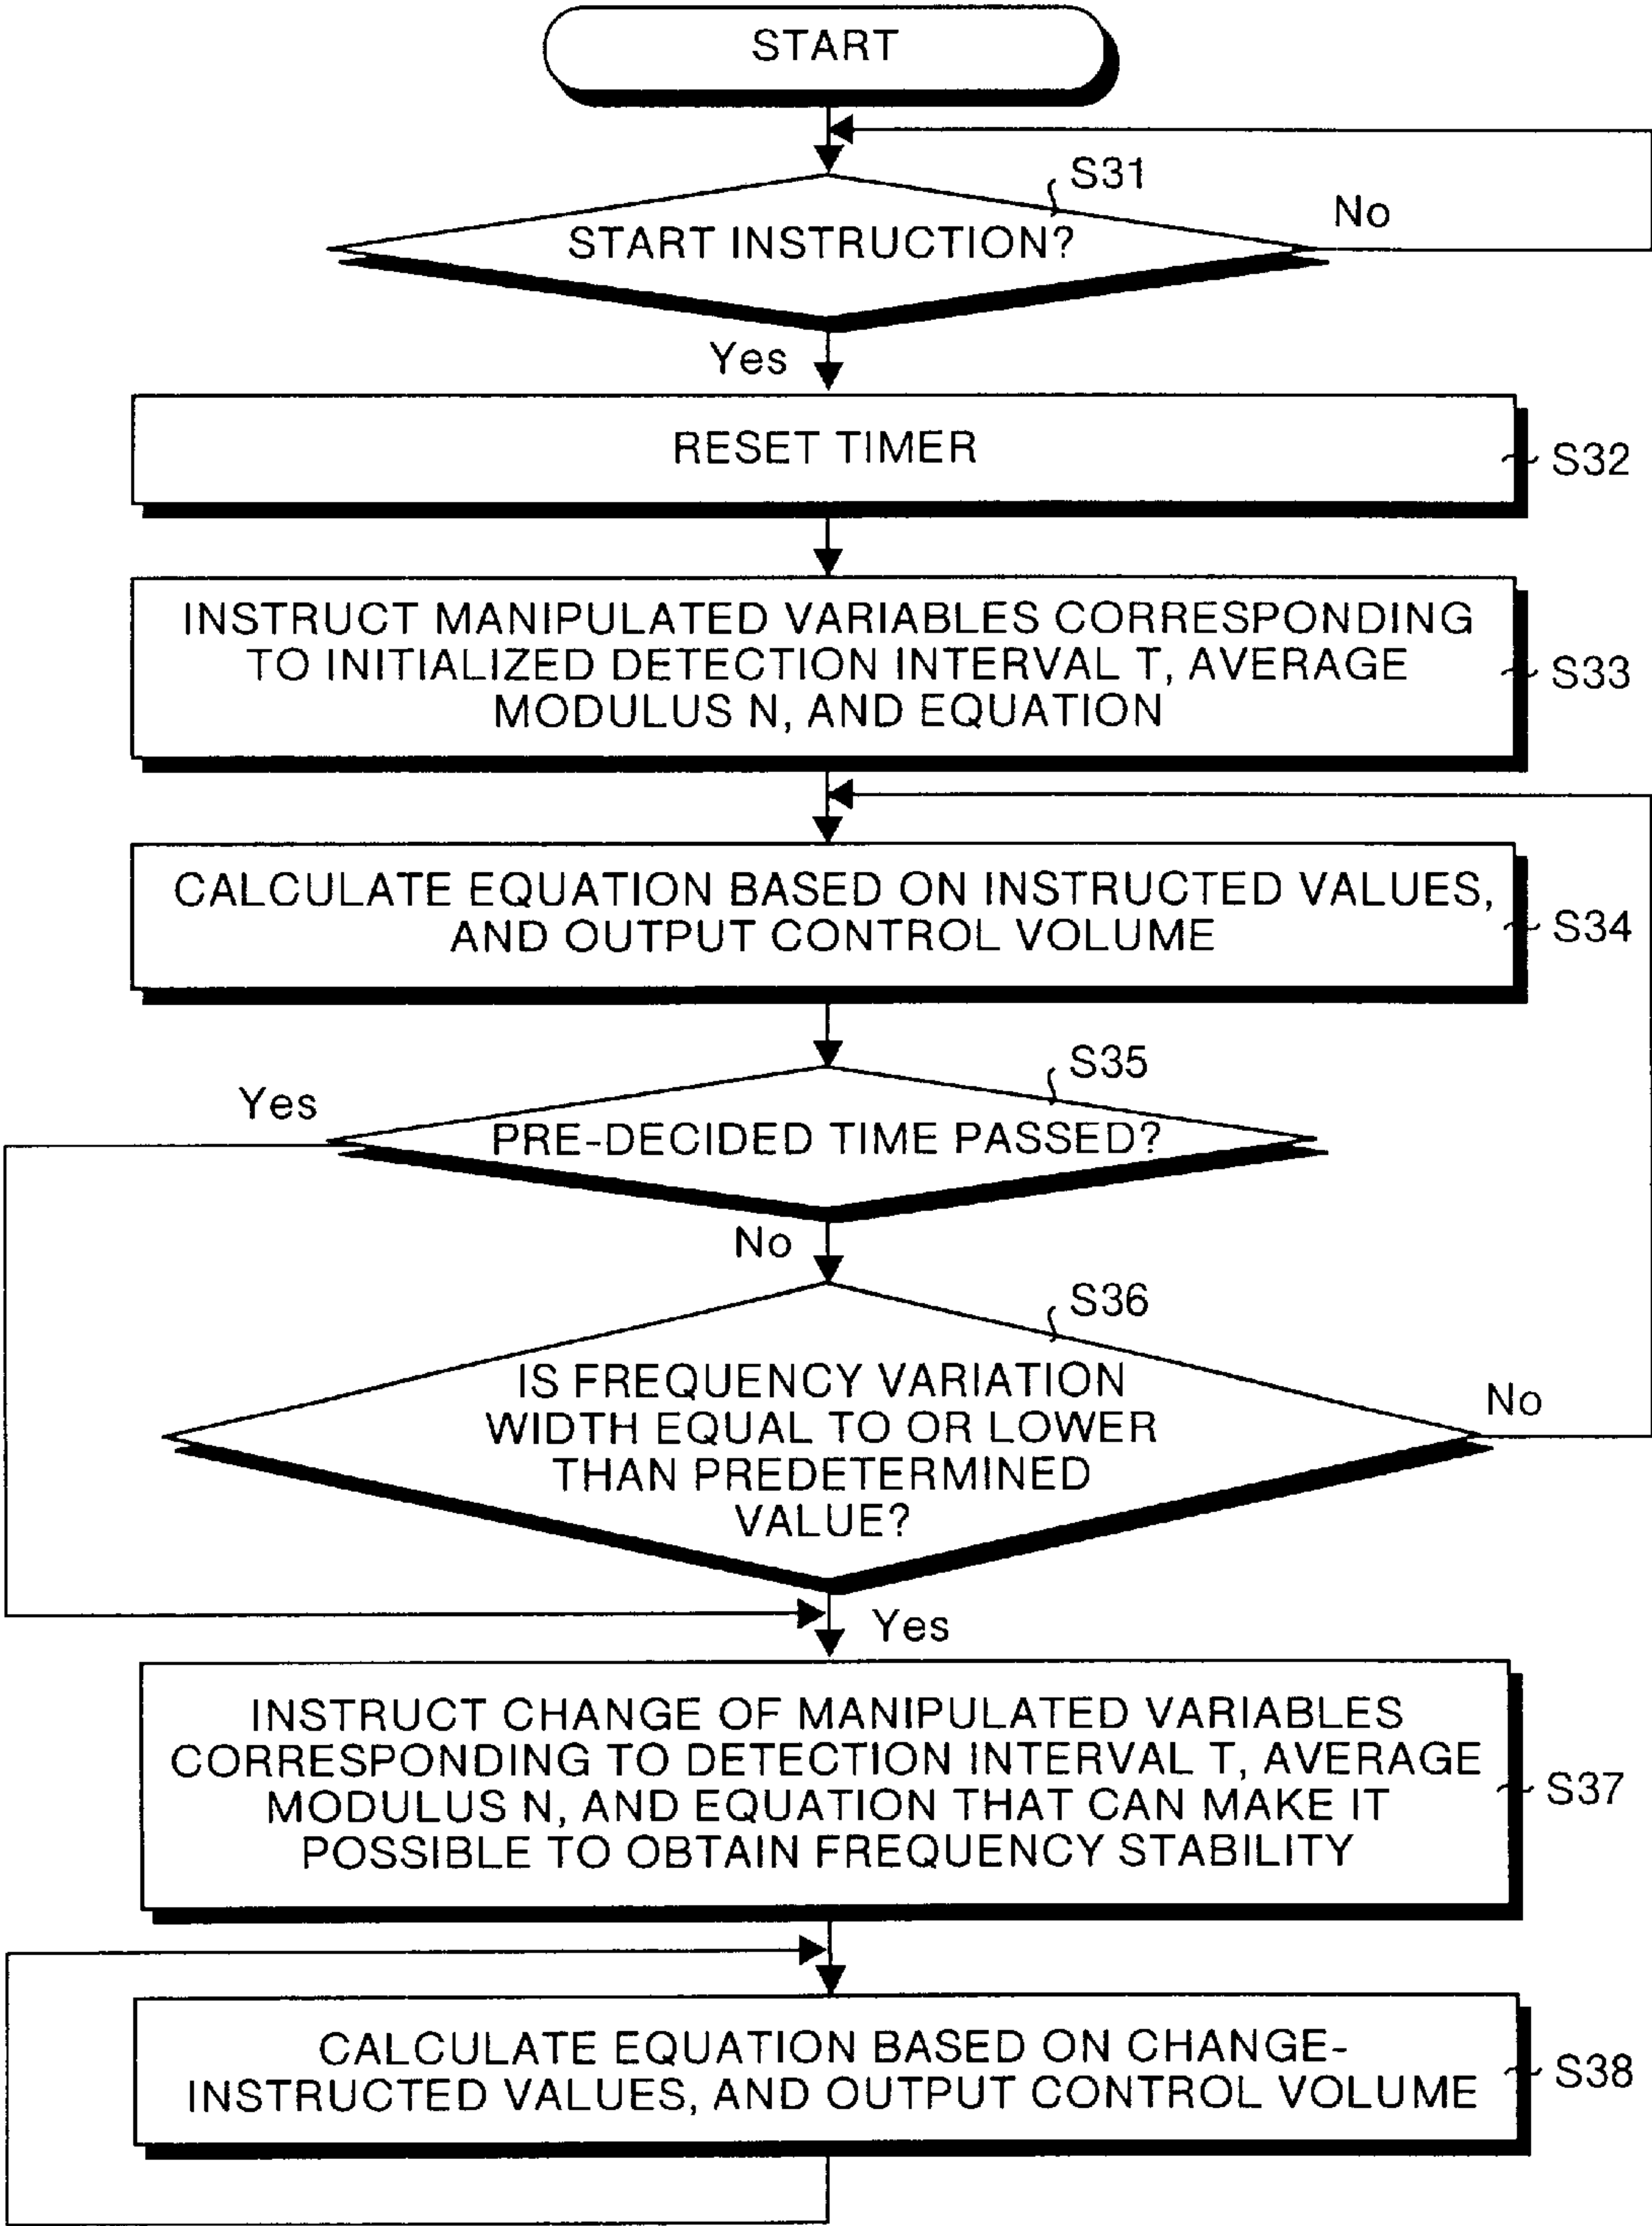 START
S31
No
START INSTRUCTION?
Yes
RESET TIMER
S32
INSTRUCT MANIPULATED VARIABLES CORRESPONDING
TO INITIALIZED DETECTION INTERVAL T, AVERAGE
MODULUS N, AND EQUATION
S33
CALCULATE EQUATION BASED ON INSTRUCTED VALUES,
AND OUTPUT CONTROL VOLUME
S34
S35
Yes
PRE-DECIDED TIME PASSED?
No
S36
IS FREQUENCY VARIATION
WIDTH EQUAL TO OR LOWER
THAN PREDETERMINED
VALUE?
No
Yes
INSTRUCT CHANGE OF MANIPULATED VARIABLES
CORRESPONDING TO DETECTION INTERVAL T, AVERAGE
MODULUS N, AND EQUATION THAT CAN MAKE IT
POSSIBLE TO OBTAIN FREQUENCY STABILITY
S37
CALCULATE EQUATION BASED ON CHANGE-
INSTRUCTED VALUES, AND OUTPUT CONTROL VOLUME
S38